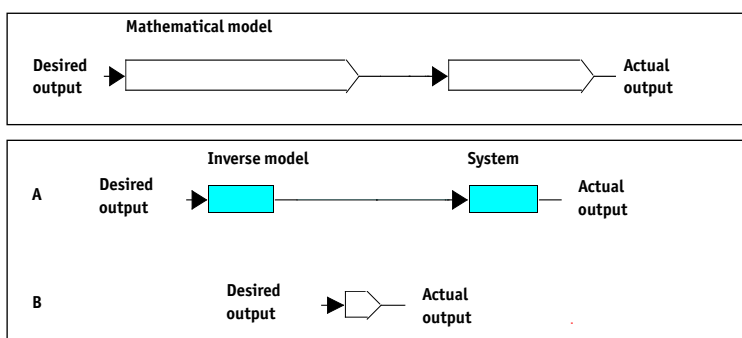 Mathematical model
Desired
output
Actual
output
Inverse model
System
A
Desired
output
Actual
output
B
Desired
output
Actual
output